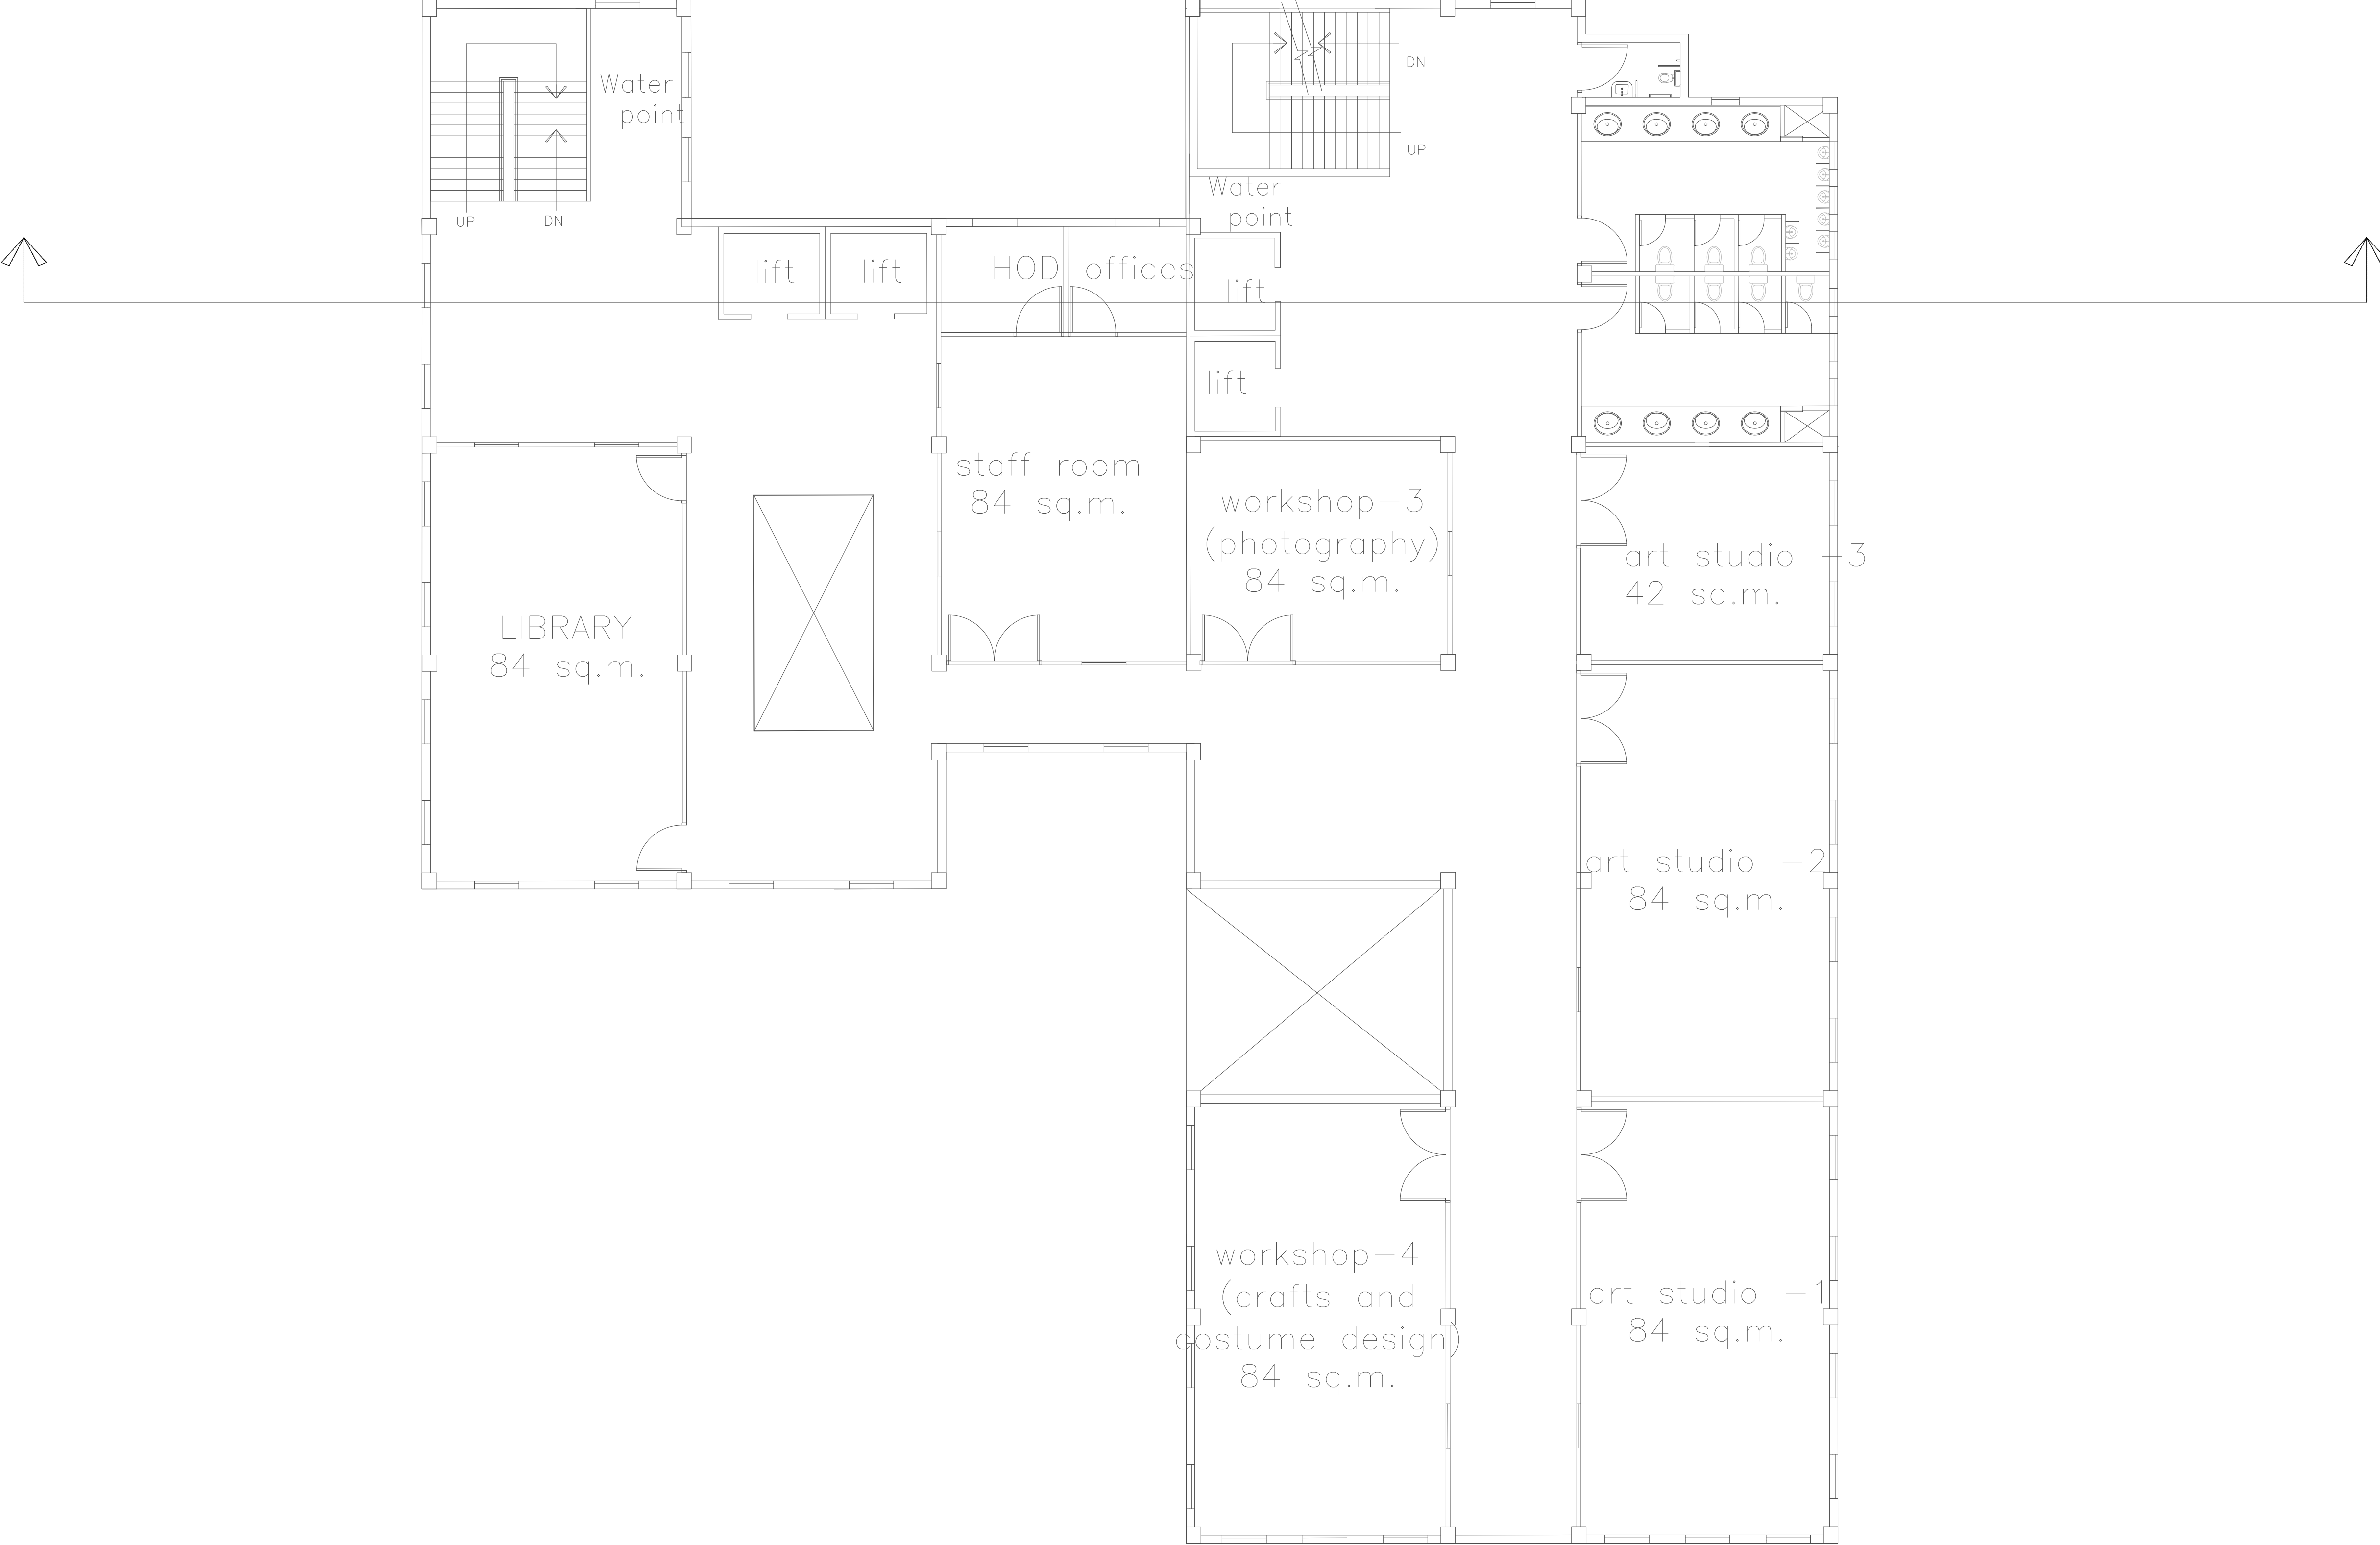 DN
Water
point
UP
Water
point
UP
DN
lift
lift
HOD
offices
lift
lift
staff room
84 sq.m.
workshop-3
(photography)
84 sq.m.
art studio -3
42 sq.m.
LIBRARY
84 sq.m.
art studio -2
84 sq.m.
workshop-4
(crafts and
costume design)
84 sq.m.
art studio -1
84 sq.m.